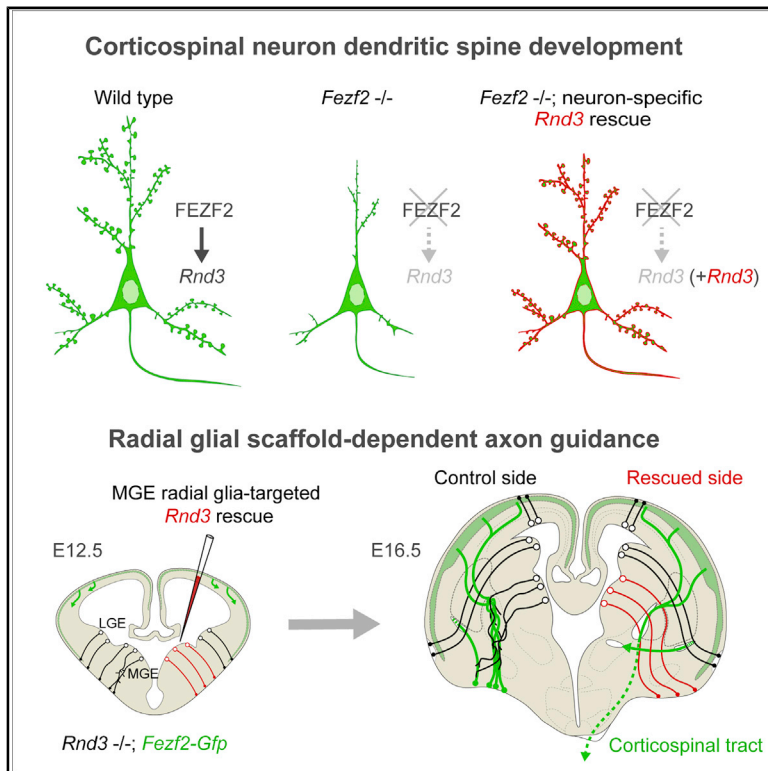 Corticospinal neuron dendritic spine development
Wild type
FEZF2
Rnd3
Fezf2 -/-
FEZF2
Rnd3
Fezf2 -/-; neuron-specific
Rnd3 rescue
FEZF2
Rnd3 (+Rnd3)
Radial glial scaffold-dependent axon guidance
MGE radial glia-targeted
Rnd3 rescue
E12.5
LGE
MGE
Rnd3 -/-; Fezf2-Gfp
Control side
Rescued side
E16.5
Corticospinal tract